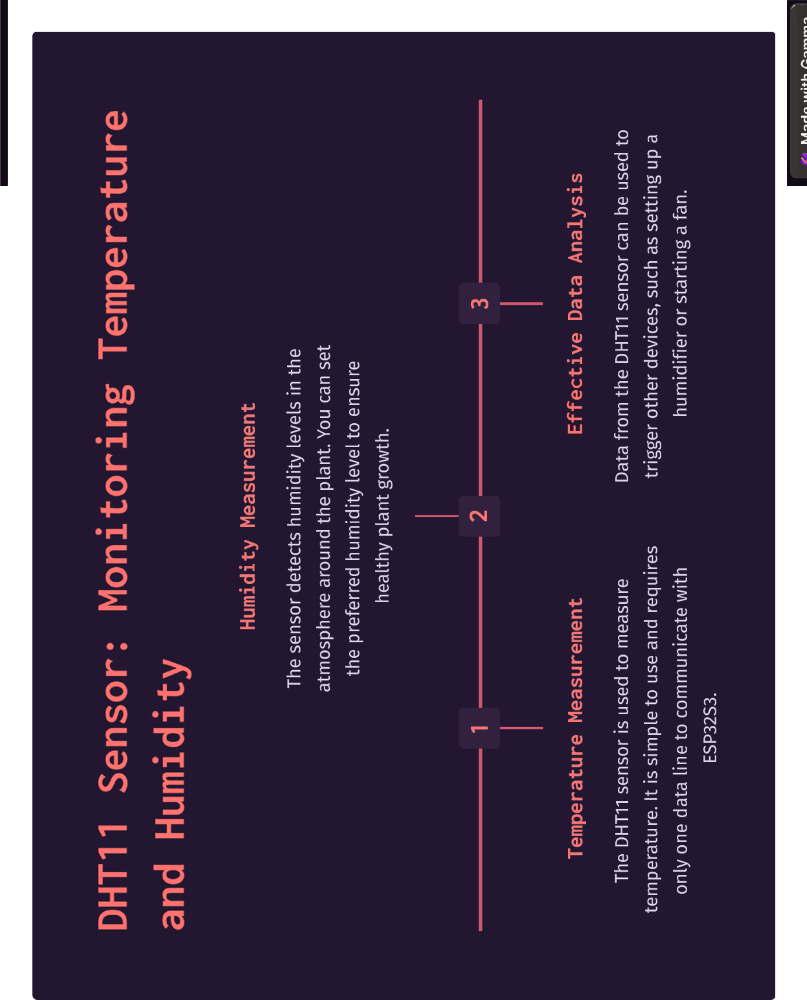 DHT11 Sensor: Monitoring Temperature
and Humidity
Humidity Measurement
The sensor detects humidity levels in the
atmosphere around the plant. You can set
the preferred humidity level to ensure
healthy plant growth.
1
2
3
Temperature Measurement
The DHT11 sensor is used to measure
temperature. It is simple to use and requires
only one data line to communicate with
ESP32S3.
Effective Data Analysis
Data from the DHT11 sensor can be used to
trigger other devices, such as setting up a
humidifier or starting a fan.
Made with Gamma